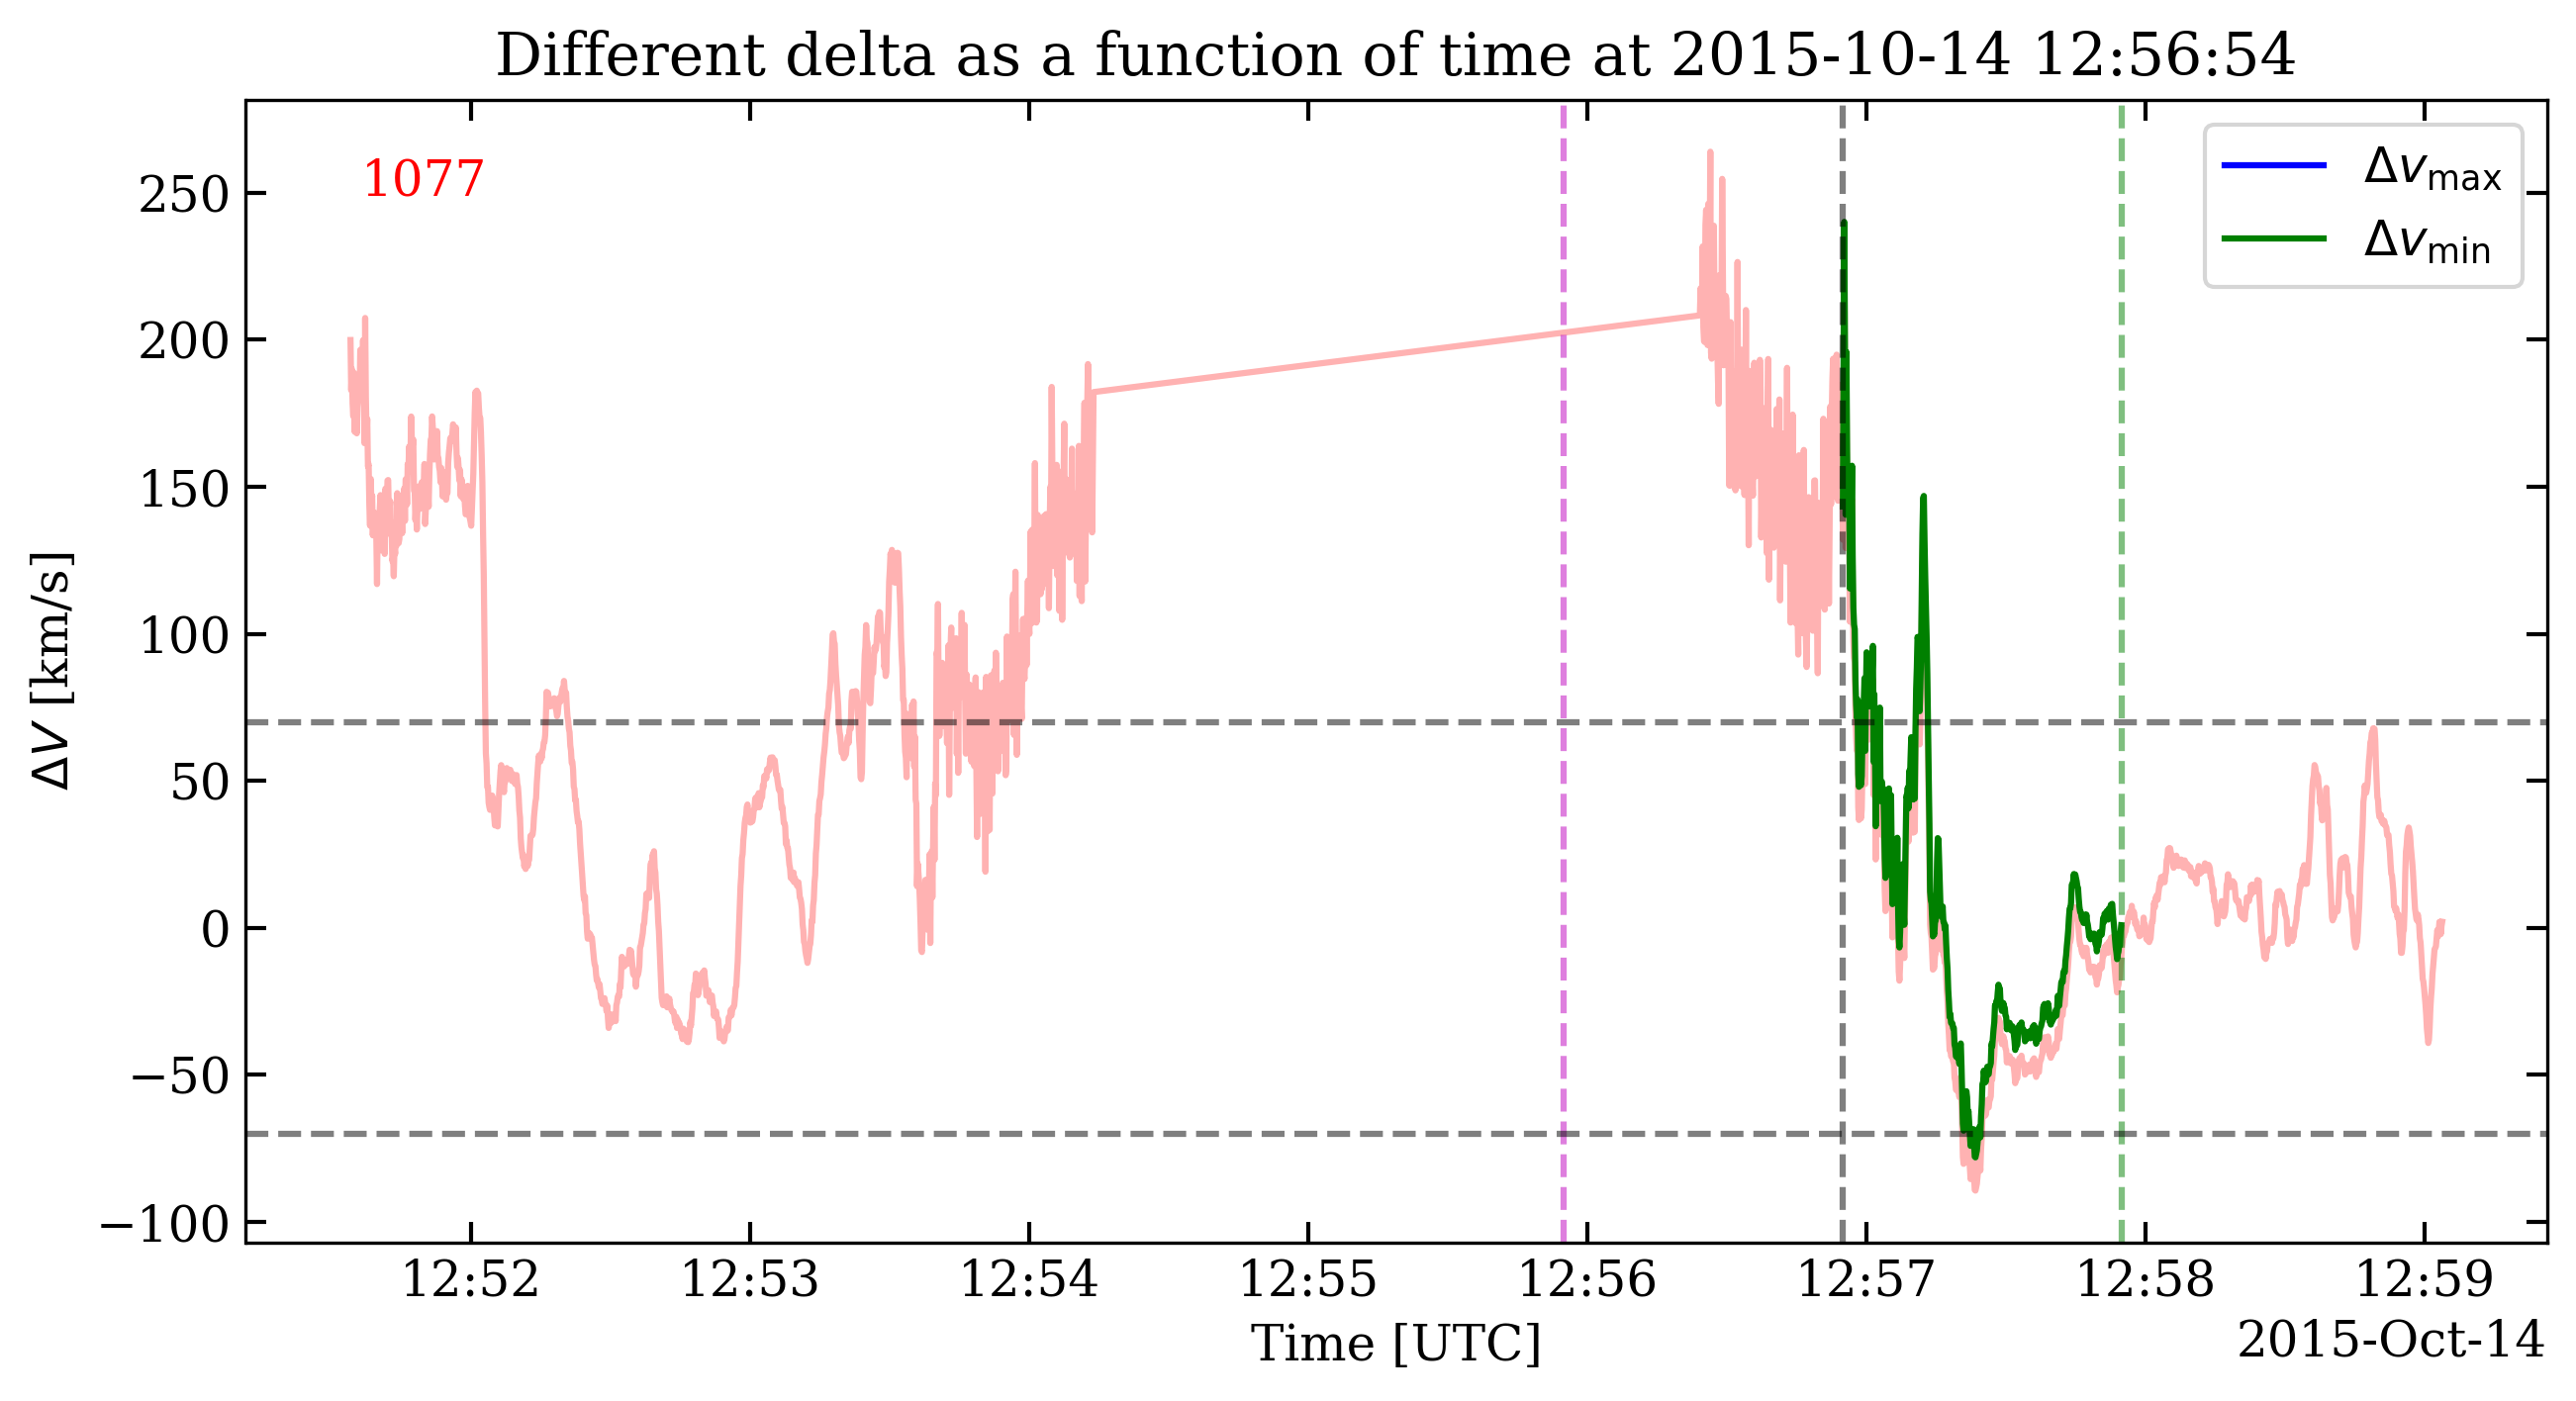 Different delta as a function of time at 2015-10-14 12:56:54
1077
Δv_max
Δv_min
250
200
150
100
50
0
−50
−100
ΔV [km/s]
12:52 12:53 12:54 12:55 12:56 12:57 12:58 12:59
Time [UTC]
2015-Oct-14